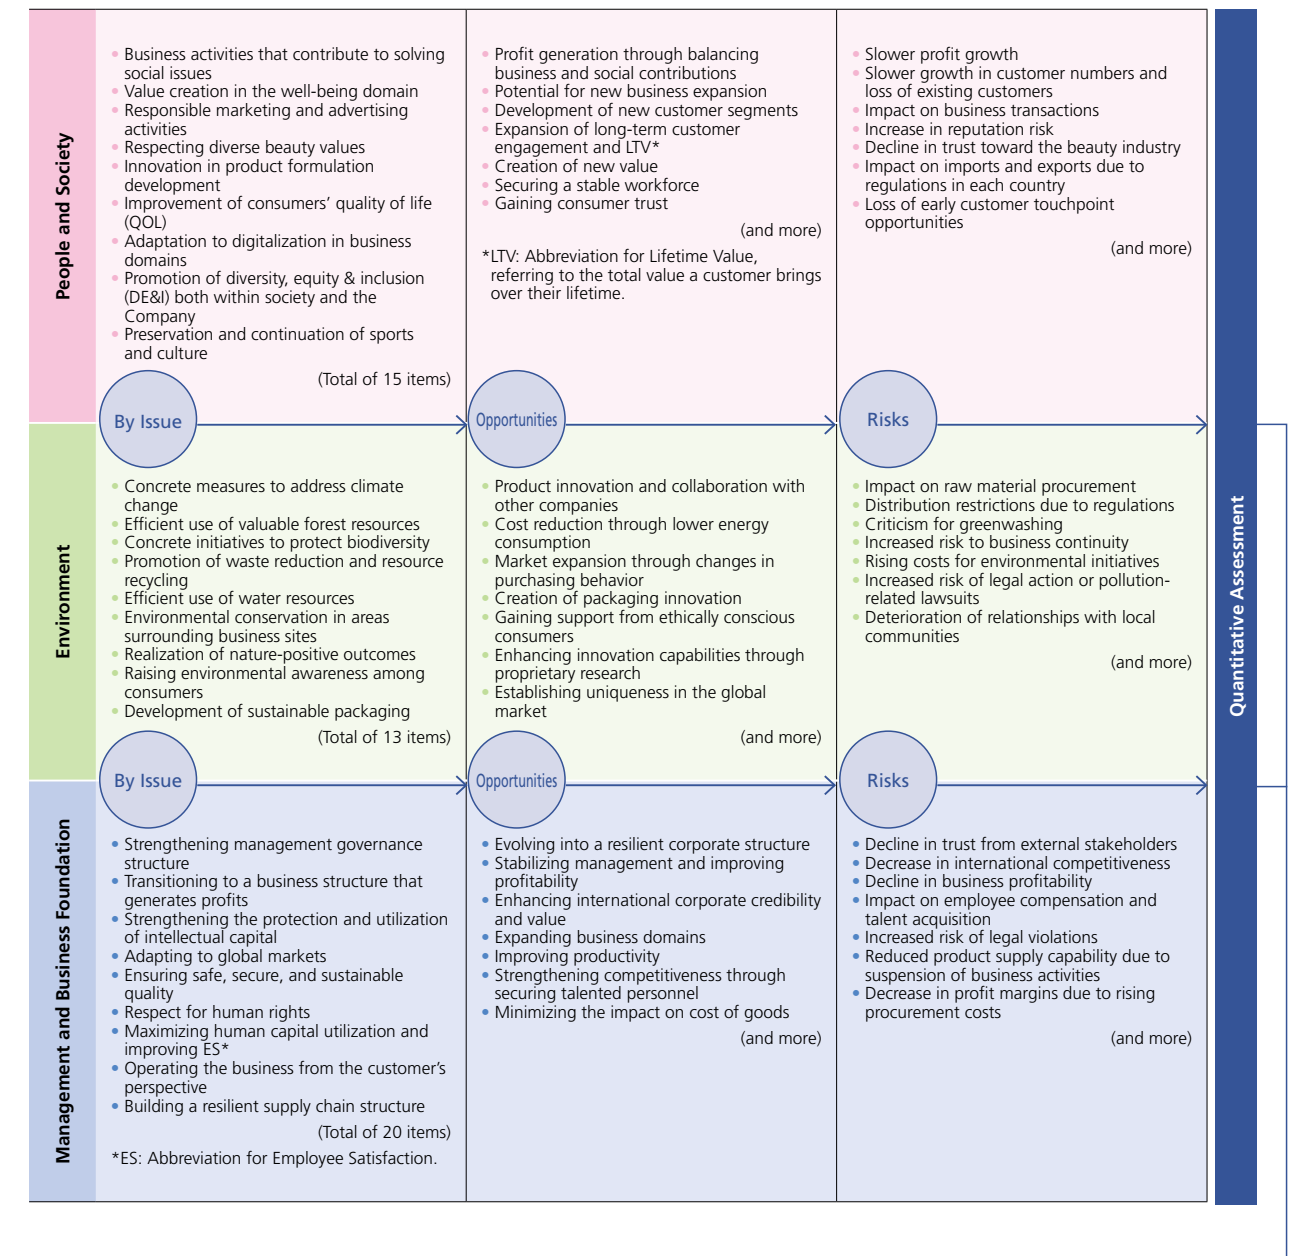 People and Society
• Business activities that contribute to solving
social issues
• Value creation in the well-being domain
• Responsible marketing and advertising
activities
• Respecting diverse beauty values
• Innovation in product formulation
development
• Improvement of consumers’ quality of life
(QOL)
• Adaptation to digitalization in business
domains
• Promotion of diversity, equity & inclusion
(DE&I) both within society and the
Company
• Preservation and continuation of sports
and culture
(Total of 15 items)
• Profit generation through balancing
business and social contributions
• Potential for new business expansion
• Development of new customer segments
• Expansion of long-term customer
engagement and LTV*
• Creation of new value
• Securing a stable workforce
• Gaining consumer trust
(and more)
*LTV: Abbreviation for Lifetime Value,
referring to the total value a customer brings
over their lifetime.
• Slower profit growth
• Slower growth in customer numbers and
loss of existing customers
• Impact on business transactions
• Increase in reputation risk
• Decline in trust toward the beauty industry
• Impact on imports and exports due to
regulations in each country
• Loss of early customer touchpoint
opportunities
(and more)
By Issue
Opportunities
Risks
Environment
• Concrete measures to address climate
change
• Efficient use of valuable forest resources
• Concrete initiatives to protect biodiversity
• Promotion of waste reduction and resource
recycling
• Efficient use of water resources
• Environmental conservation in areas
surrounding business sites
• Realization of nature-positive outcomes
• Raising environmental awareness among
consumers
• Development of sustainable packaging
(Total of 13 items)
• Product innovation and collaboration with
other companies
• Cost reduction through lower energy
consumption
• Market expansion through changes in
purchasing behavior
• Creation of packaging innovation
• Gaining support from ethically conscious
consumers
• Enhancing innovation capabilities through
proprietary research
• Establishing uniqueness in the global
market
(and more)
• Impact on raw material procurement
• Distribution restrictions due to regulations
• Criticism for greenwashing
• Increased risk to business continuity
• Rising costs for environmental initiatives
• Increased risk of legal action or pollution-
related lawsuits
• Deterioration of relationships with local
communities
(and more)
By Issue
Opportunities
Risks
Management and Business Foundation
• Strengthening management governance
structure
• Transitioning to a business structure that
generates profits
• Strengthening the protection and utilization
of intellectual capital
• Adapting to global markets
• Ensuring safe, secure, and sustainable
quality
• Respect for human rights
• Maximizing human capital utilization and
improving ES*
• Operating the business from the customer’s
perspective
• Building a resilient supply chain structure
(Total of 20 items)
*ES: Abbreviation for Employee Satisfaction.
• Evolving into a resilient corporate structure
• Stabilizing management and improving
profitability
• Enhancing international corporate credibility
and value
• Expanding business domains
• Improving productivity
• Strengthening competitiveness through
securing talented personnel
• Minimizing the impact on cost of goods
(and more)
• Decline in trust from external stakeholders
• Decrease in international competitiveness
• Decline in business profitability
• Impact on employee compensation and
talent acquisition
• Increased risk of legal violations
• Reduced product supply capability due to
suspension of business activities
• Decrease in profit margins due to rising
procurement costs
(and more)
Quantitative Assessment